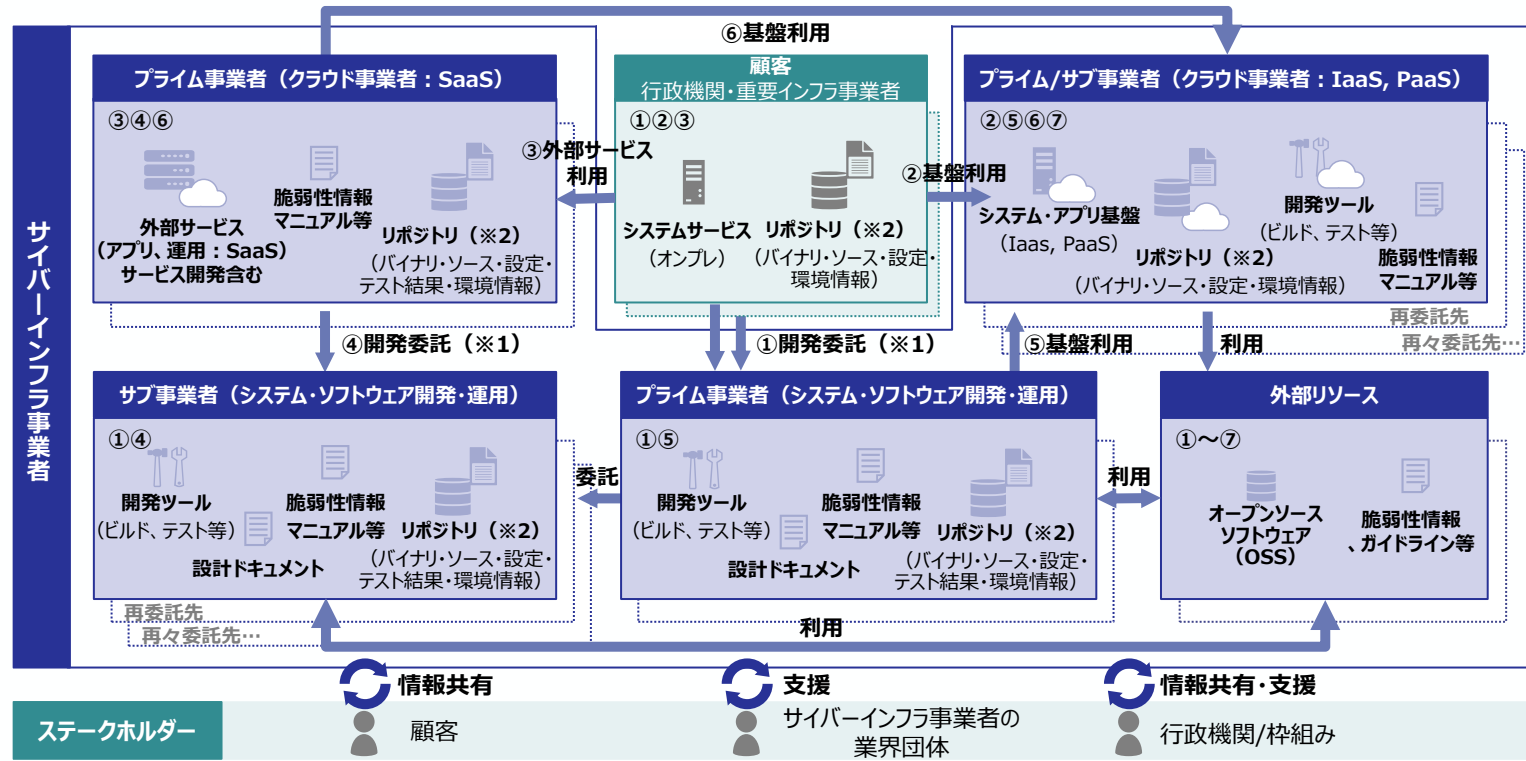 サイバーインフラ事業者
⑥基盤利用
プライム事業者（クラウド事業者：SaaS）
③④⑥
外部サービス
（アプリ、運用：SaaS）
サービス開発含む
脆弱性情報
マニュアル等
リポジトリ（※2）
（バイナリ・ソース・設定・
テスト結果・環境情報）
③外部サービス
利用
顧客
行政機関・重要インフラ事業者
①②③
システムサービス
（オンプレ）
リポジトリ（※2）
（バイナリ・ソース・設定・
環境情報）
②基盤利用
プライム/サブ事業者（クラウド事業者：IaaS, PaaS）
②⑤⑥⑦
システム・アプリ基盤
（Iaas, PaaS）
リポジトリ（※2）
（バイナリ・ソース・設定・環境情報）
開発ツール
（ビルド、テスト等）
脆弱性情報
マニュアル等
再委託先
再々委託先…
④開発委託（※1）
①開発委託（※1）
⑤基盤利用
利用
サブ事業者（システム・ソフトウェア開発・運用）
①④
開発ツール
（ビルド、テスト等）
脆弱性情報
マニュアル等
設計ドキュメント
リポジトリ（※2）
（バイナリ・ソース・設定・
テスト結果・環境情報）
再委託先
再々委託先…
委託
プライム事業者（システム・ソフトウェア開発・運用）
①⑤
開発ツール
（ビルド、テスト等）
脆弱性情報
マニュアル等
設計ドキュメント
リポジトリ（※2）
（バイナリ・ソース・設定・
テスト結果・環境情報）
利用
外部リソース
①～⑦
オープンソース
ソフトウェア
（OSS）
脆弱性情報
、ガイドライン等
利用
情報共有
支援
情報共有・支援
ステークホルダー
顧客
サイバーインフラ事業者の
業界団体
行政機関/枠組み